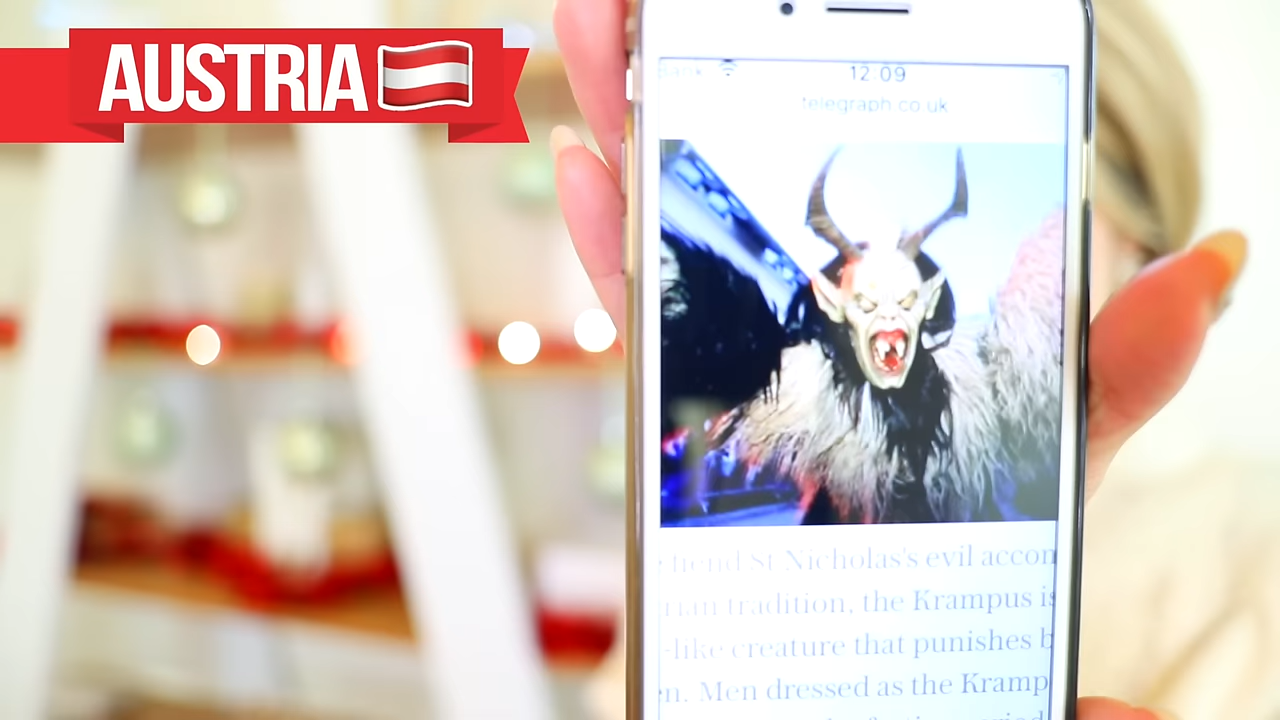 AUSTRIA
12:09
telegraph.co.uk
fiend St Nicholas's evil accom
rian tradition, the Krampus is
-like creature that punishes b
n. Men dressed as the Kramp